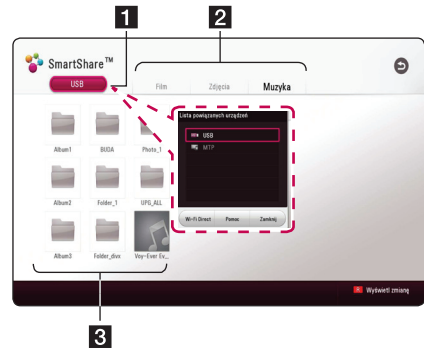 1
2
SmartShare™
USB
Film
Zdjęcia
Muzyka
Lista powiązanych urządzeń
USB
MTP
Wi-Fi Direct
Pomoc
Zamknij
Album1
BUDA
Photo_1
Album2
Folder_1
UPG_ALL
Album3
Folder_divx
Voy-Ever Ev...
Wyświetl zmianę
3